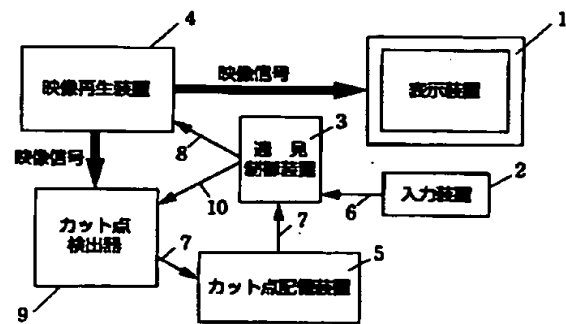 4
1
映像再生装置
映像信号
表示装置
3
速見
制御装置
8
映像信号
2
入力装置
10
6
カット点
検出器
7
7
5
カット点記憶装置
9